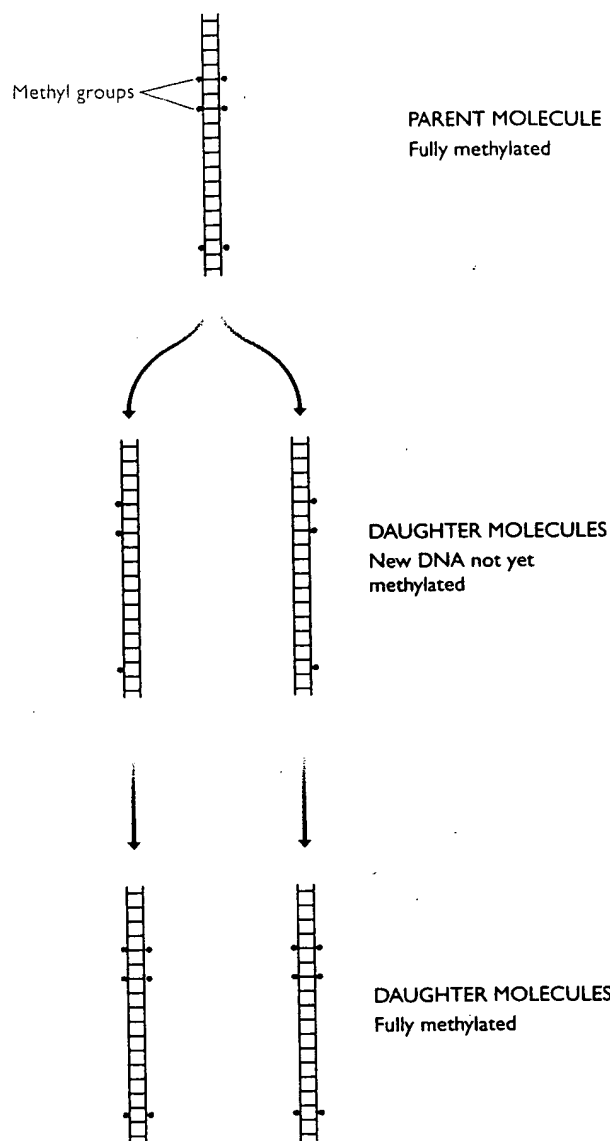 Methyl groups
PARENT MOLECULE
Fully methylated
DAUGHTER MOLECULES
New DNA not yet
methylated
DAUGHTER MOLECULES
Fully methylated